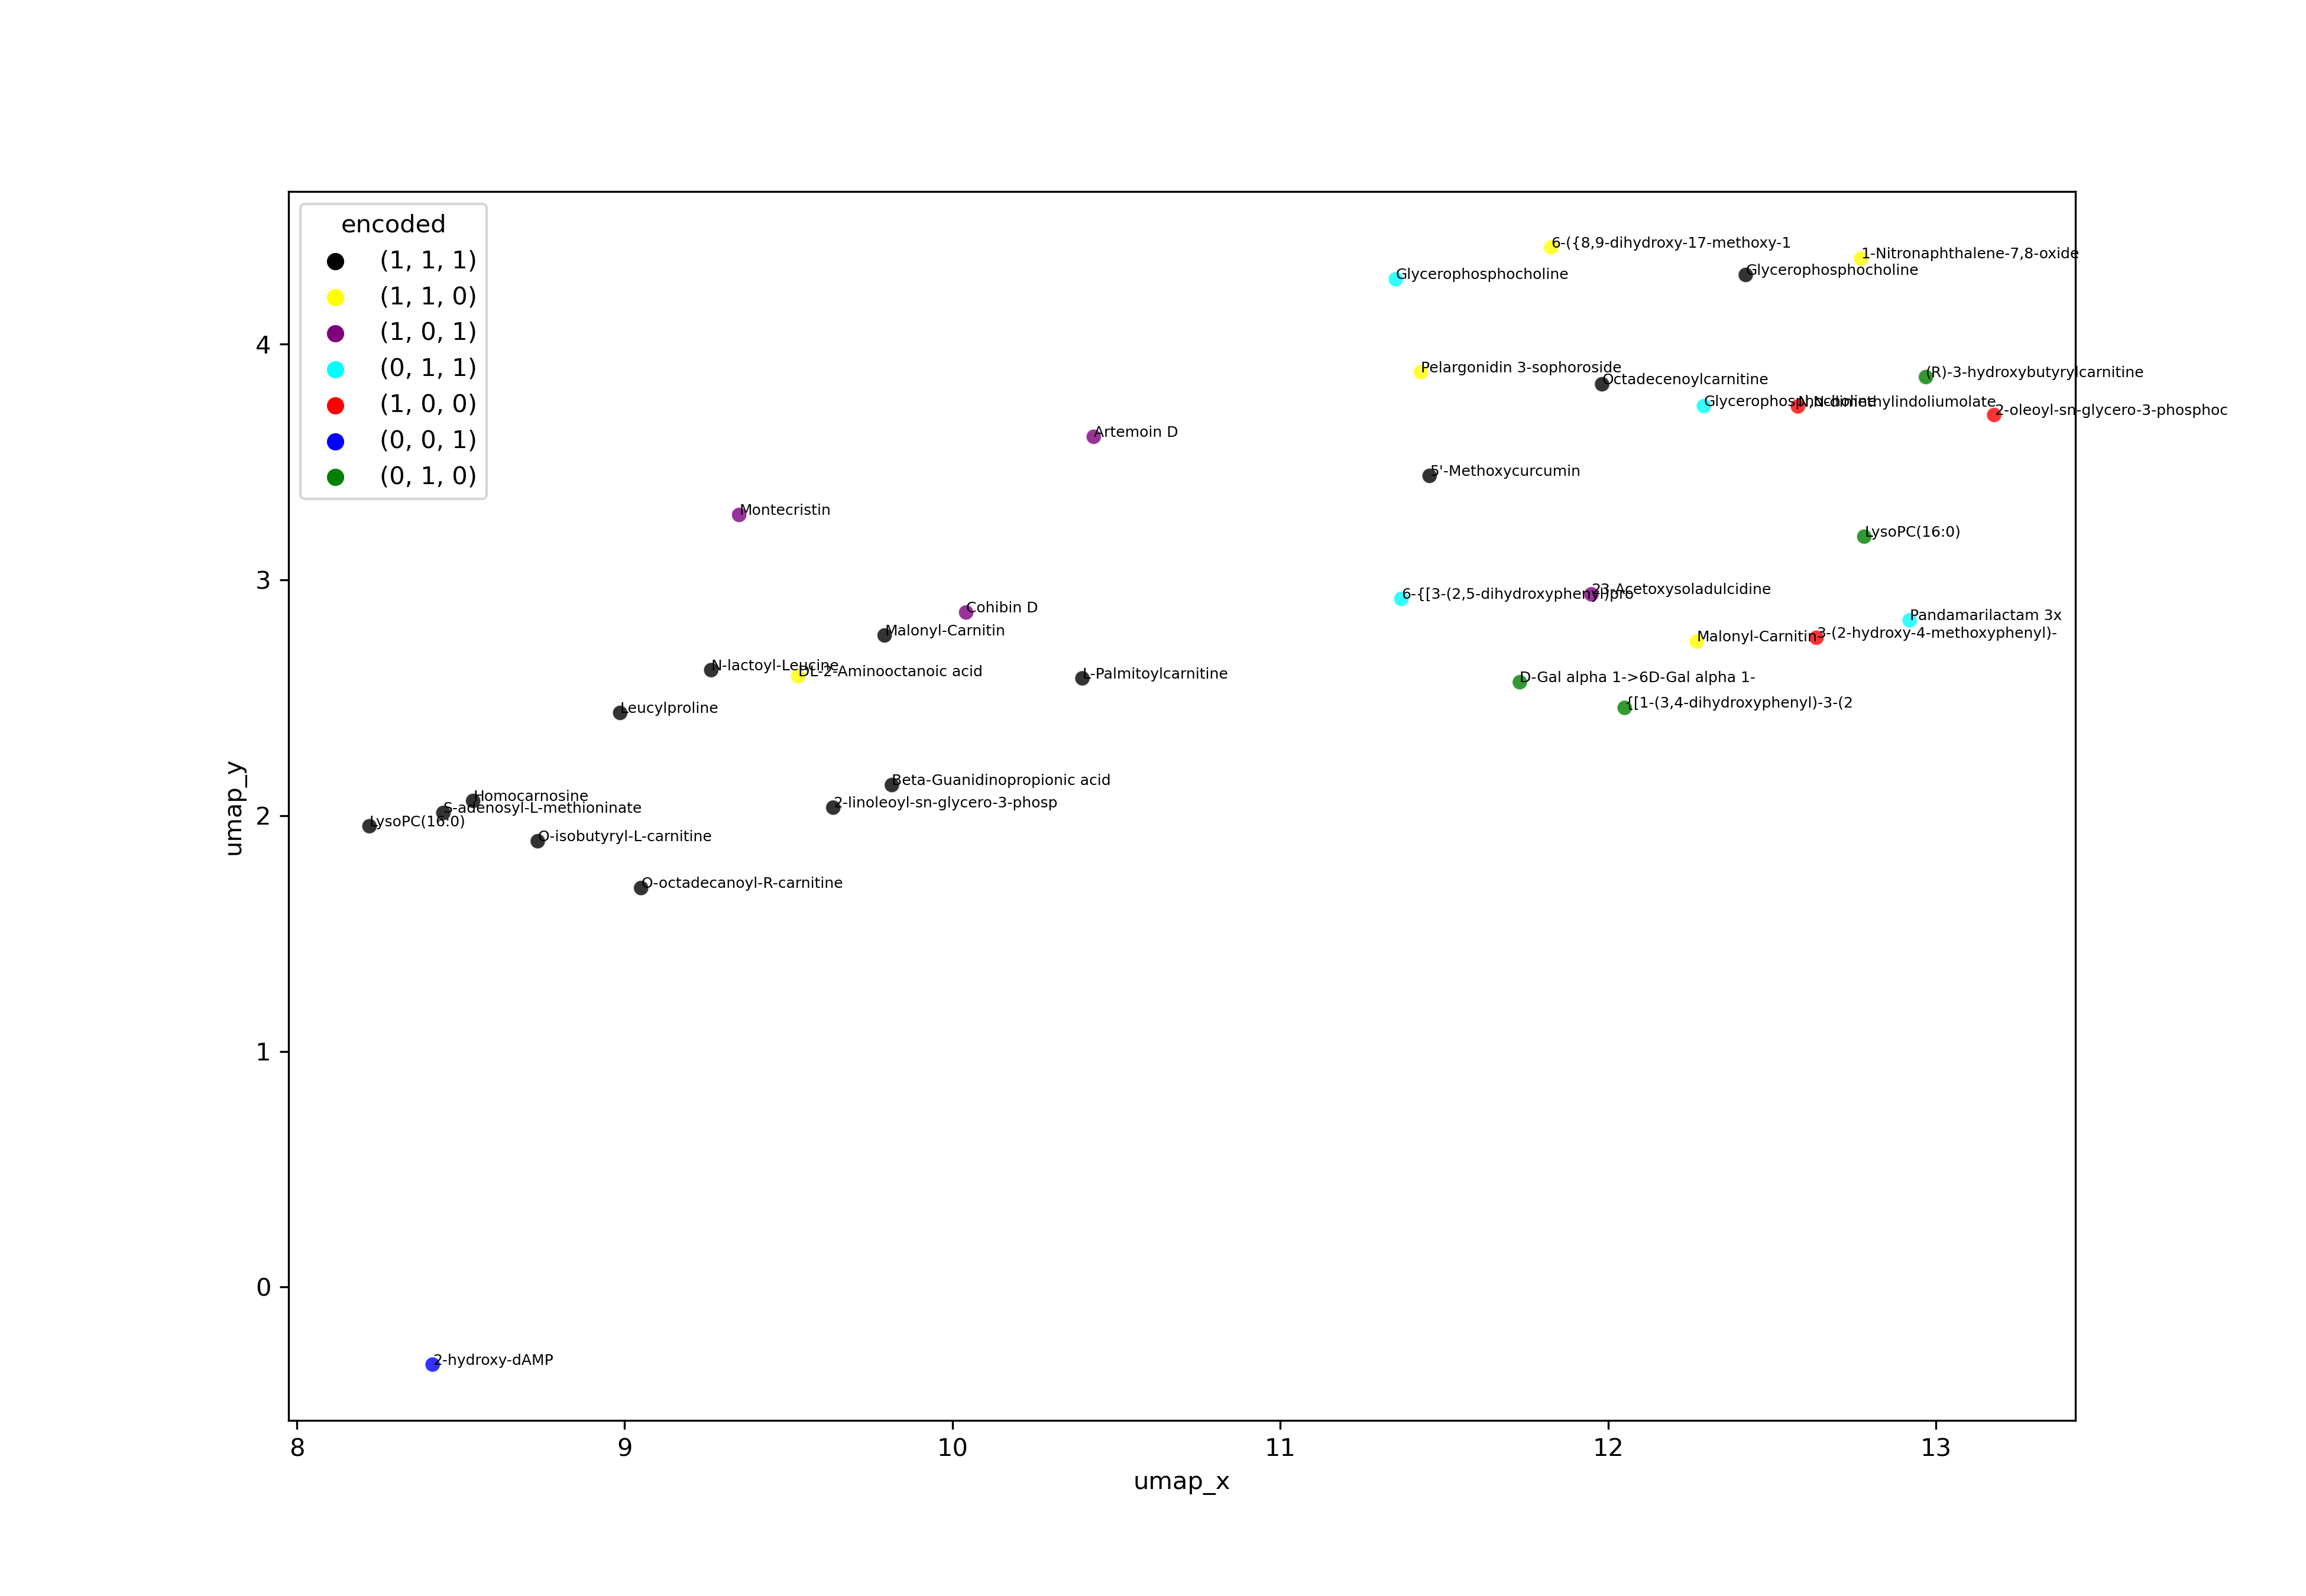 encoded
(1, 1, 1)
(1, 1, 0)
(1, 0, 1)
(0, 1, 1)
(1, 0, 0)
(0, 0, 1)
(0, 1, 0)
6-({8,9-dihydroxy-17-methoxy-1
1-Nitronaphthalene-7,8-oxide
Glycerophosphocholine
Glycerophosphocholine
Pelargonidin 3-sophoroside
(R)-3-hydroxybutyrylcarnitine
Octadecenoylcarnitine
Glycerophosphocholine
N,N-dimethylindoliumolate
2-oleoyl-sn-glycero-3-phosphoc
Artemoin D
5'-Methoxycurcumin
Montecristin
LysoPC(16:0)
6-{[3-(2,5-dihydroxyphenyl)pro
23-Acetoxysoladulcidine
Cohibin D
Pandamarilactam 3x
Malonyl-Carnitin
Malonyl-Carnitin
3-(2-hydroxy-4-methoxyphenyl)-
N-lactoyl-Leucine
DL-2-Aminooctanoic acid
L-Palmitoylcarnitine
D-Gal alpha 1->6D-Gal alpha 1-
{[1-(3,4-dihydroxyphenyl)-3-(2
Leucylproline
Beta-Guanidinopropionic acid
2-linoleoyl-sn-glycero-3-phosp
Homocarnosine
S-adenosyl-L-methioninate
LysoPC(16:0)
O-isobutyryl-L-carnitine
O-octadecanoyl-R-carnitine
2-hydroxy-dAMP
4
3
2
1
0
umap_y
8 9 10 11 12 13
umap_x